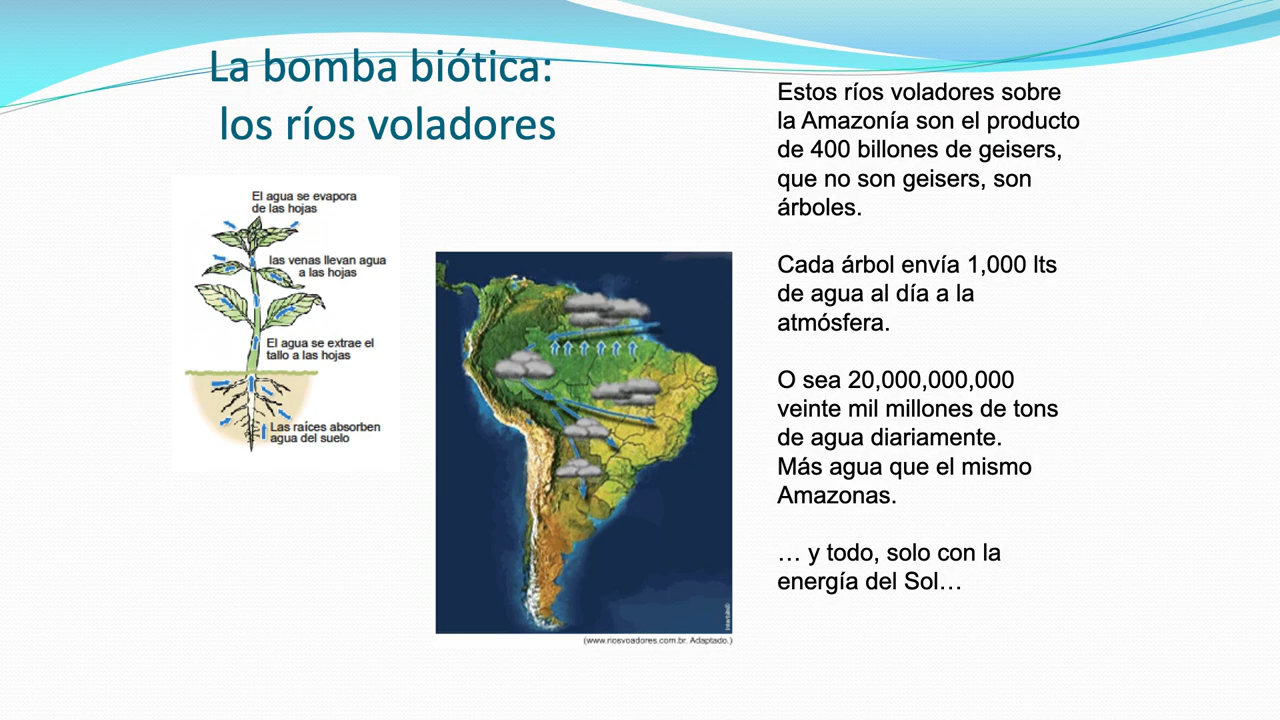 La bomba biótica:
los ríos voladores
El agua se evapora
de las hojas
las venas llevan agua
a las hojas
El agua se extrae el
tallo a las hojas
Las raíces absorben
agua del suelo
(www.riosvoadores.com.br. Adaptado.)
Estos ríos voladores sobre
la Amazonía son el producto
de 400 billones de geisers,
que no son geisers, son
árboles.
Cada árbol envía 1,000 lts
de agua al día a la
atmósfera.
O sea 20,000,000,000
veinte mil millones de tons
de agua diariamente.
Más agua que el mismo
Amazonas.
… y todo, solo con la
energía del Sol…